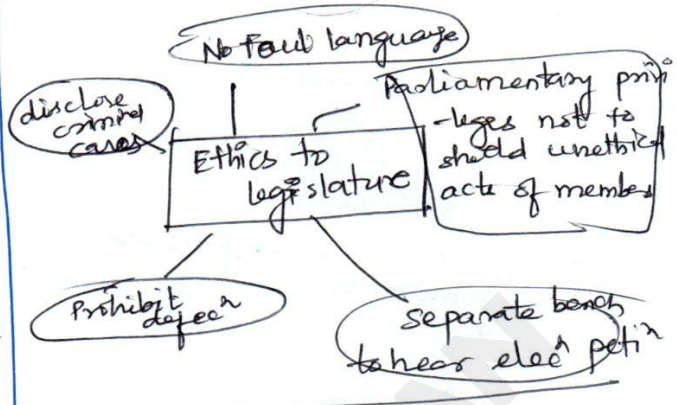 No Foul language
disclose
criminal
cases
Parliamentary privi
-leges not to
sheild unethical
acts of members
Ethics to
legislature
Prohibit
defecⁿ
Separate bench
to hear elecⁿ petiⁿ